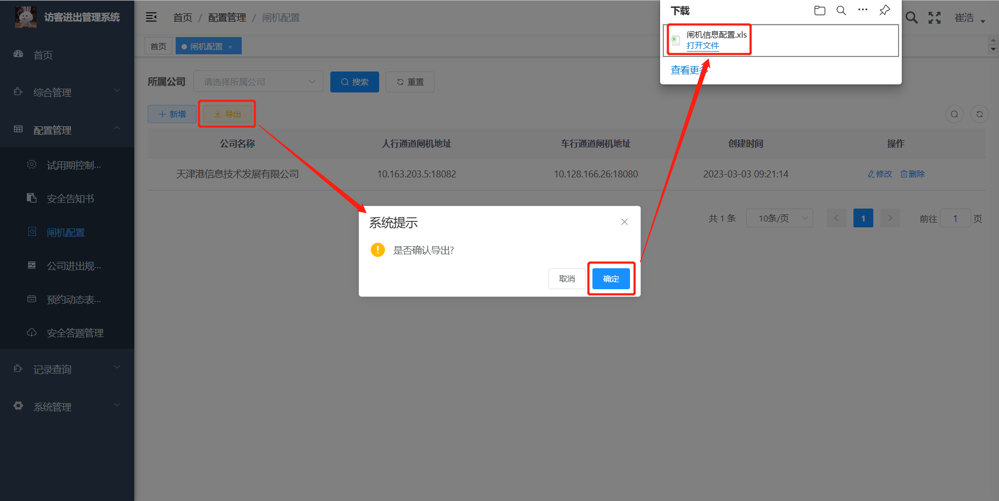 访客进出管理系统
首页
综合管理
配置管理
试用期控制...
安全告知书
闸机配置
公司进出规...
预约动态表...
安全答题管理
记录查询
系统管理
首页 / 配置管理 / 闸机配置
崔浩
首页
闸机配置 ×
所属公司
请选择所属公司
搜索
重置
+ 新增
导出
公司名称 人行通道闸机地址 车行通道闸机地址 创建时间 操作
天津港信息技术发展有限公司 10.163.203.5:18082 10.128.166.26:18080 2023-03-03 09:21:14 修改 删除
共 1 条
10条/页
1
前往 1 页
系统提示
是否确认导出?
取消
确定
下载
闸机信息配置.xls
打开文件
查看更多